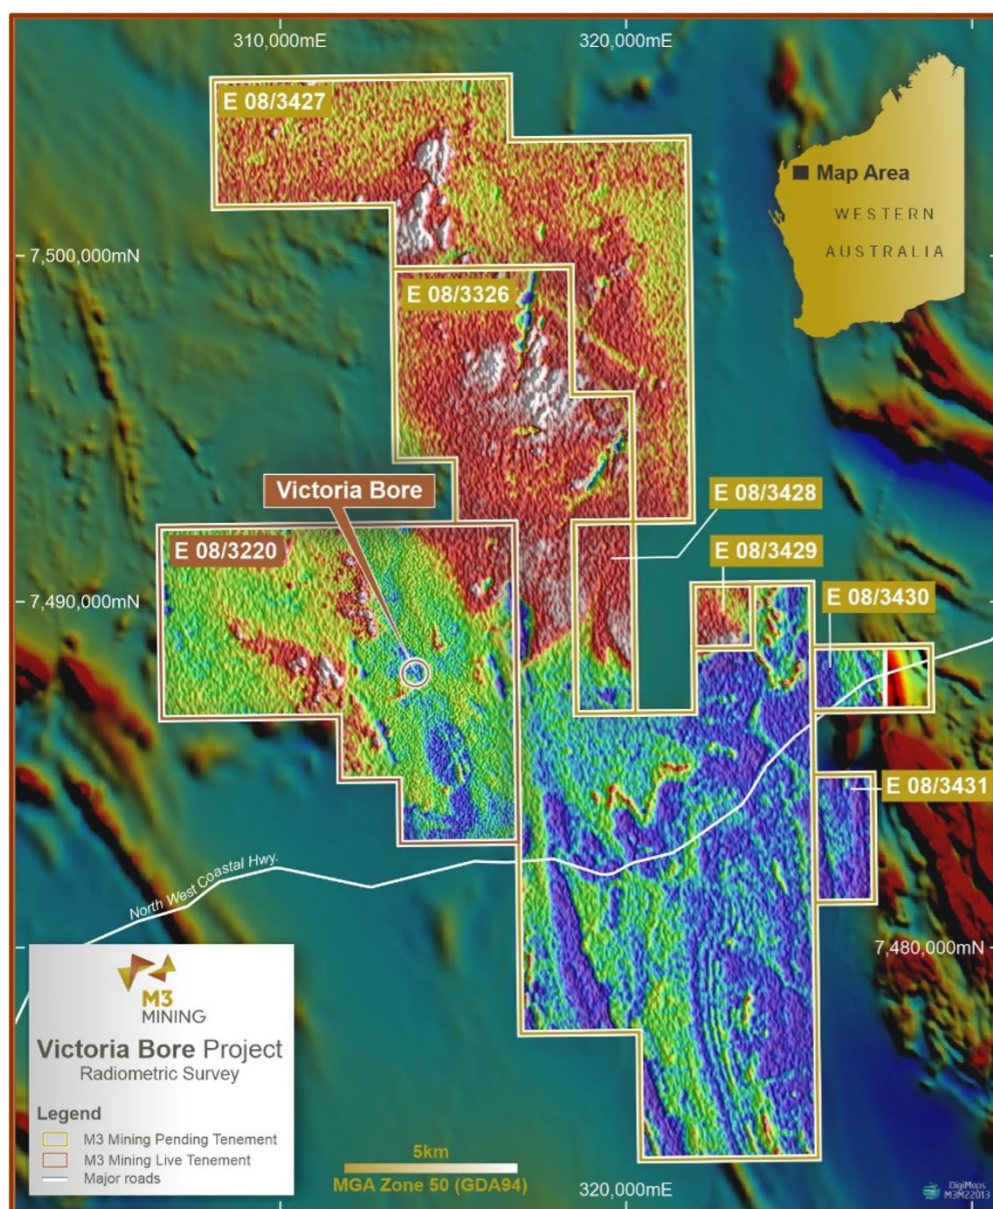 310,000mE
320,000mE
E 08/3427
Map Area
WESTERN
AUSTRALIA
7,500,000mN
E 08/3326
Victoria Bore
E 08/3428
E 08/3220
E 08/3429
7,490,000mN
E 08/3430
E 08/3431
North West Coastal Hwy.
7,480,000mN
M3
MINING
Victoria Bore Project
Radiometric Survey
Legend
M3 Mining Pending Tenement
M3 Mining Live Tenement
Major roads
5km
MGA Zone 50 (GDA94)
320,000mE
DigiMaps
M3M22013